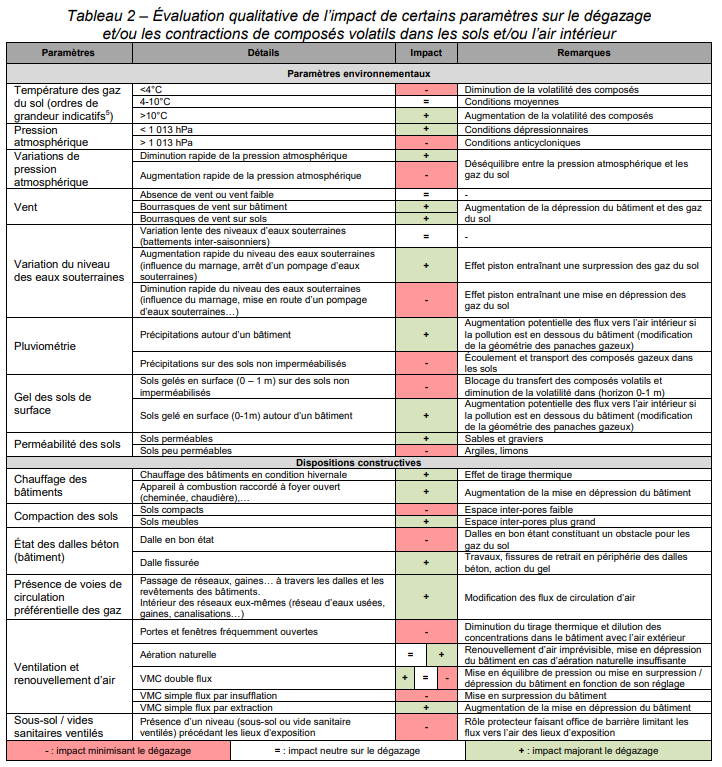 Tableau 2 – Évaluation qualitative de l'impact de certains paramètres sur le dégazage
et/ou les contractions de composés volatils dans les sols et/ou l'air intérieur
Paramètres Détails Impact Remarques
Paramètres environnementaux
Température des gaz
du sol (ordres de
grandeur indicatifs⁵)
<4°C - Diminution de la volatilité des composés
4-10°C = Conditions moyennes
>10°C + Augmentation de la volatilité des composés
Pression
atmosphérique
< 1 013 hPa + Conditions dépressionnaires
> 1 013 hPa - Conditions anticycloniques
Variations de
pression
atmosphérique
Diminution rapide de la pression atmosphérique +
Augmentation rapide de la pression atmosphérique -
Déséquilibre entre la pression atmosphérique et les
gaz du sol
Vent
Absence de vent ou vent faible = -
Bourrasques de vent sur bâtiment +
Bourrasques de vent sur sols +
Augmentation de la dépression du bâtiment et des gaz
du sol
Variation du niveau
des eaux souterraines
Variation lente des niveaux d'eaux souterraines
(battements inter-saisonniers)
= -
Augmentation rapide du niveau des eaux souterraines
(influence du marnage, arrêt d'un pompage d'eaux
souterraines)
+ Effet piston entraînant une surpression des gaz du sol
Diminution rapide du niveau des eaux souterraines
(influence du marnage, mise en route d'un pompage
d'eaux souterraines…)
-
Effet piston entraînant une mise en dépression des
gaz du sol
Pluviométrie
Précipitations autour d'un bâtiment +
Augmentation potentielle des flux vers l'air intérieur si
la pollution est en dessous du bâtiment (modification
de la géométrie des panaches gazeux)
Précipitations sur des sols non imperméabilisés -
Écoulement et transport des composés gazeux dans
les sols
Gel des sols de
surface
Sols gelés en surface (0 – 1 m) sur des sols non
imperméabilisés
-
Blocage du transfert des composés volatils et
diminution de la volatilité dans (horizon 0-1 m)
Sols gelé en surface (0-1m) autour d'un bâtiment +
Augmentation potentielle des flux vers l'air intérieur si
la pollution est en dessous du bâtiment (modification
de la géométrie des panaches gazeux)
Perméabilité des sols
Sols perméables + Sables et graviers
Sols peu perméables - Argiles, limons
Dispositions constructives
Chauffage des
bâtiments
Chauffage des bâtiments en condition hivernale + Effet de tirage thermique
Appareil à combustion raccordé à foyer ouvert
(cheminée, chaudière),…
+ Augmentation de la mise en dépression du bâtiment
Compaction des sols
Sols compacts - Espace inter-pores faible
Sols meubles + Espace inter-pores plus grand
État des dalles béton
(bâtiment)
Dalle en bon état -
Dalles en bon étant constituant un obstacle pour les
gaz du sol
Dalle fissurée +
Travaux, fissures de retrait en périphérie des dalles
béton, action du gel
Présence de voies de
circulation
préférentielle des gaz
Passage de réseaux, gaines… à travers les dalles et les
revêtements des bâtiments.
Intérieur des réseaux eux-mêmes (réseau d'eaux usées,
gaines, canalisations…)
+ Modification des flux de circulation d'air
Ventilation et
renouvellement d'air
Portes et fenêtres fréquemment ouvertes -
Diminution du tirage thermique et dilution des
concentrations dans le bâtiment avec l'air extérieur
Aération naturelle = +
Renouvellement d'air imprévisible, mise en dépression
du bâtiment en cas d'aération naturelle insuffisante
VMC double flux + = -
Mise en équilibre de pression ou mise en surpression /
dépression du bâtiment en fonction de son réglage
VMC simple flux par insufflation - Mise en surpression du bâtiment
VMC simple flux par extraction + Augmentation de la mise en dépression du bâtiment
Sous-sol / vides
sanitaires ventilés
Présence d'un niveau (sous-sol ou vide sanitaire
ventilés) précédant les lieux d'exposition
-
Rôle protecteur faisant office de barrière limitant les
flux vers l'air des lieux d'exposition
- : impact minimisant le dégazage = : impact neutre sur le dégazage + : impact majorant le dégazage